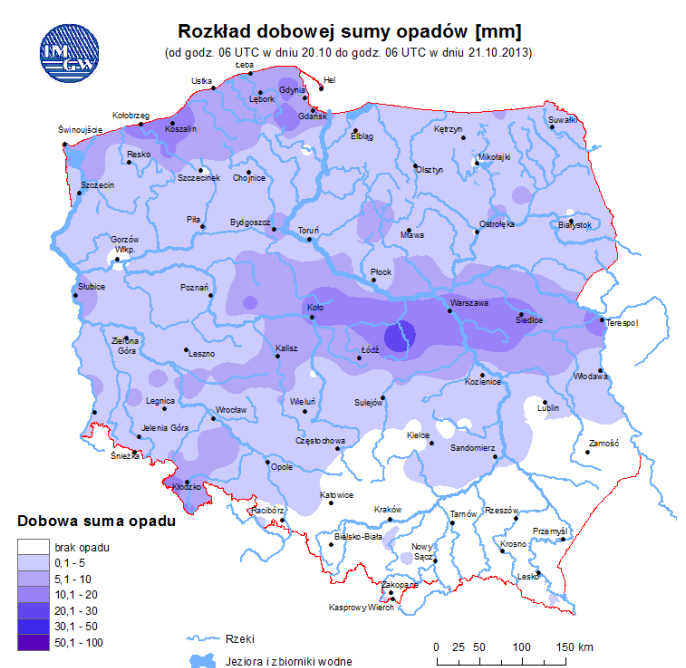 Rozkład dobowej sumy opadów [mm]
(od godz. 06 UTC w dniu 20.10 do godz. 06 UTC w dniu 21.10.2013)
IM
GW
Łeba
Ustka
Hel
Gdynia
Lębork
Kołobrzeg
Gdańsk
Koszalin
Suwałki
Świnoujście
Elbląg
Kętrzyn
Resko
Mikołajki
Szczecinek
Chojnice
Olsztyn
Szczecin
Piła
Bydgoszcz
Toruń
Mława
Ostrołęka
Białystok
Gorzów
Wlkp.
Płock
Słubice
Poznań
Koło
Warszawa
Siedlce
Terespol
Zielona
Góra
Leszno
Kalisz
Łódź
Kozienice
Włodawa
Legnica
Wrocław
Wieluń
Sulejów
Lublin
Jelenia Góra
Częstochowa
Kielce
Sandomierz
Zamość
Śnieżka
Opole
Kłodzko
Katowice
Racibórz
Kraków
Tarnów
Rzeszów
Bielsko-Biała
Przemyśl
Nowy
Sącz
Krosno
Lesko
Zakopane
Kasprowy Wierch
Dobowa suma opadu
brak opadu
0,1 - 5
5,1 - 10
10,1 - 20
20,1 - 30
30,1 - 50
50,1 - 100
Rzeki
Jeziora i zbiorniki wodne
0 25 50 100 150 km